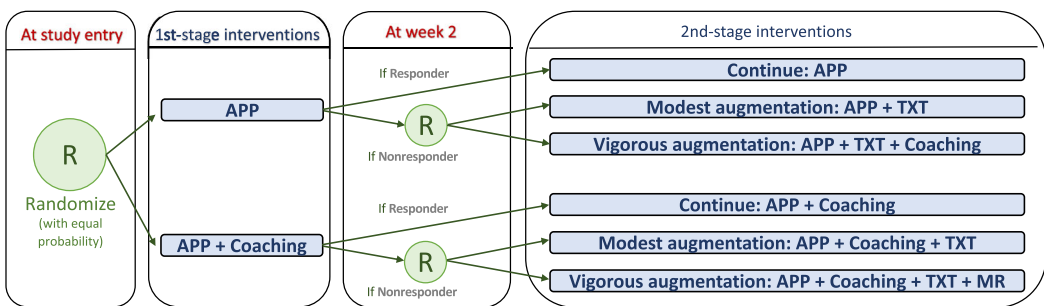 At study entry
1st-stage interventions
At week 2
2nd-stage interventions
R
Randomize
(with equal
probability)
APP
If Responder
R
If Nonresponder
Continue: APP
Modest augmentation: APP + TXT
Vigorous augmentation: APP + TXT + Coaching
APP + Coaching
If Responder
R
If Nonresponder
Continue: APP + Coaching
Modest augmentation: APP + Coaching + TXT
Vigorous augmentation: APP + Coaching + TXT + MR